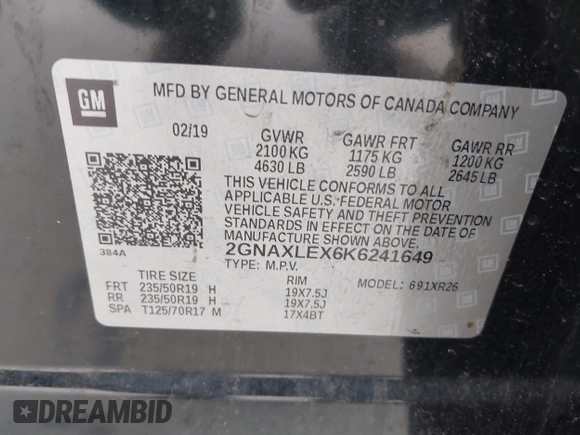 GM
MFD BY GENERAL MOTORS OF CANADA COMPANY
02/19 GVWR GAWR FRT GAWR RR
2100 KG 1175 KG 1200 KG
4630 LB 2590 LB 2645 LB
THIS VEHICLE CONFORMS TO ALL
APPLICABLE U.S. FEDERAL MOTOR
VEHICLE SAFETY AND THEFT PREVENTION
STANDARDS IN EFFECT ON THE DATE OF
MANUFACTURE SHOWN ABOVE.
384A 2GNAXLEX6K6241649
TYPE: M.P.V. MODEL: 691XR26
TIRE SIZE RIM
FRT 235/50R19 H 19X7.5J
RR 235/50R19 H 19X7.5J
SPA T125/70R17 M 17X4BT
DREAMBID